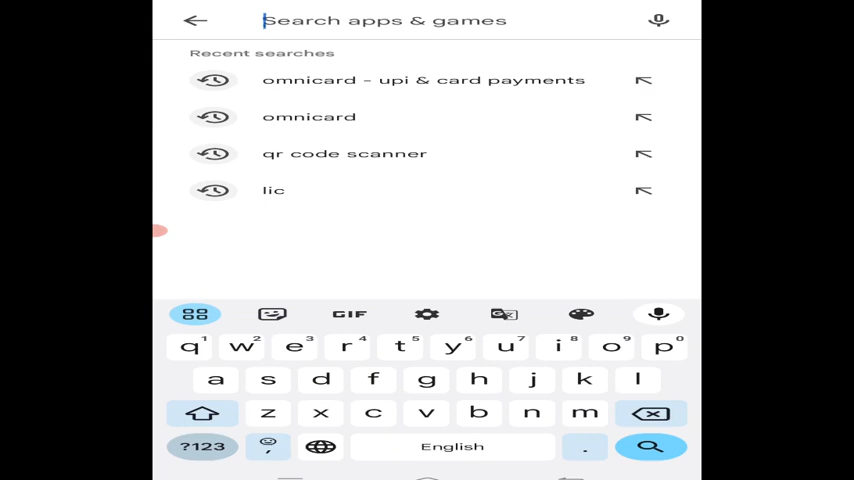 Search apps & games
Recent searches
omnicard - upi & card payments
omnicard
qr code scanner
lic
GIF
q1 w2 e3 r4 t5 y6 u7 i8 o9 p0
a s d f g h j k l
z x c v b n m
?123 , English .